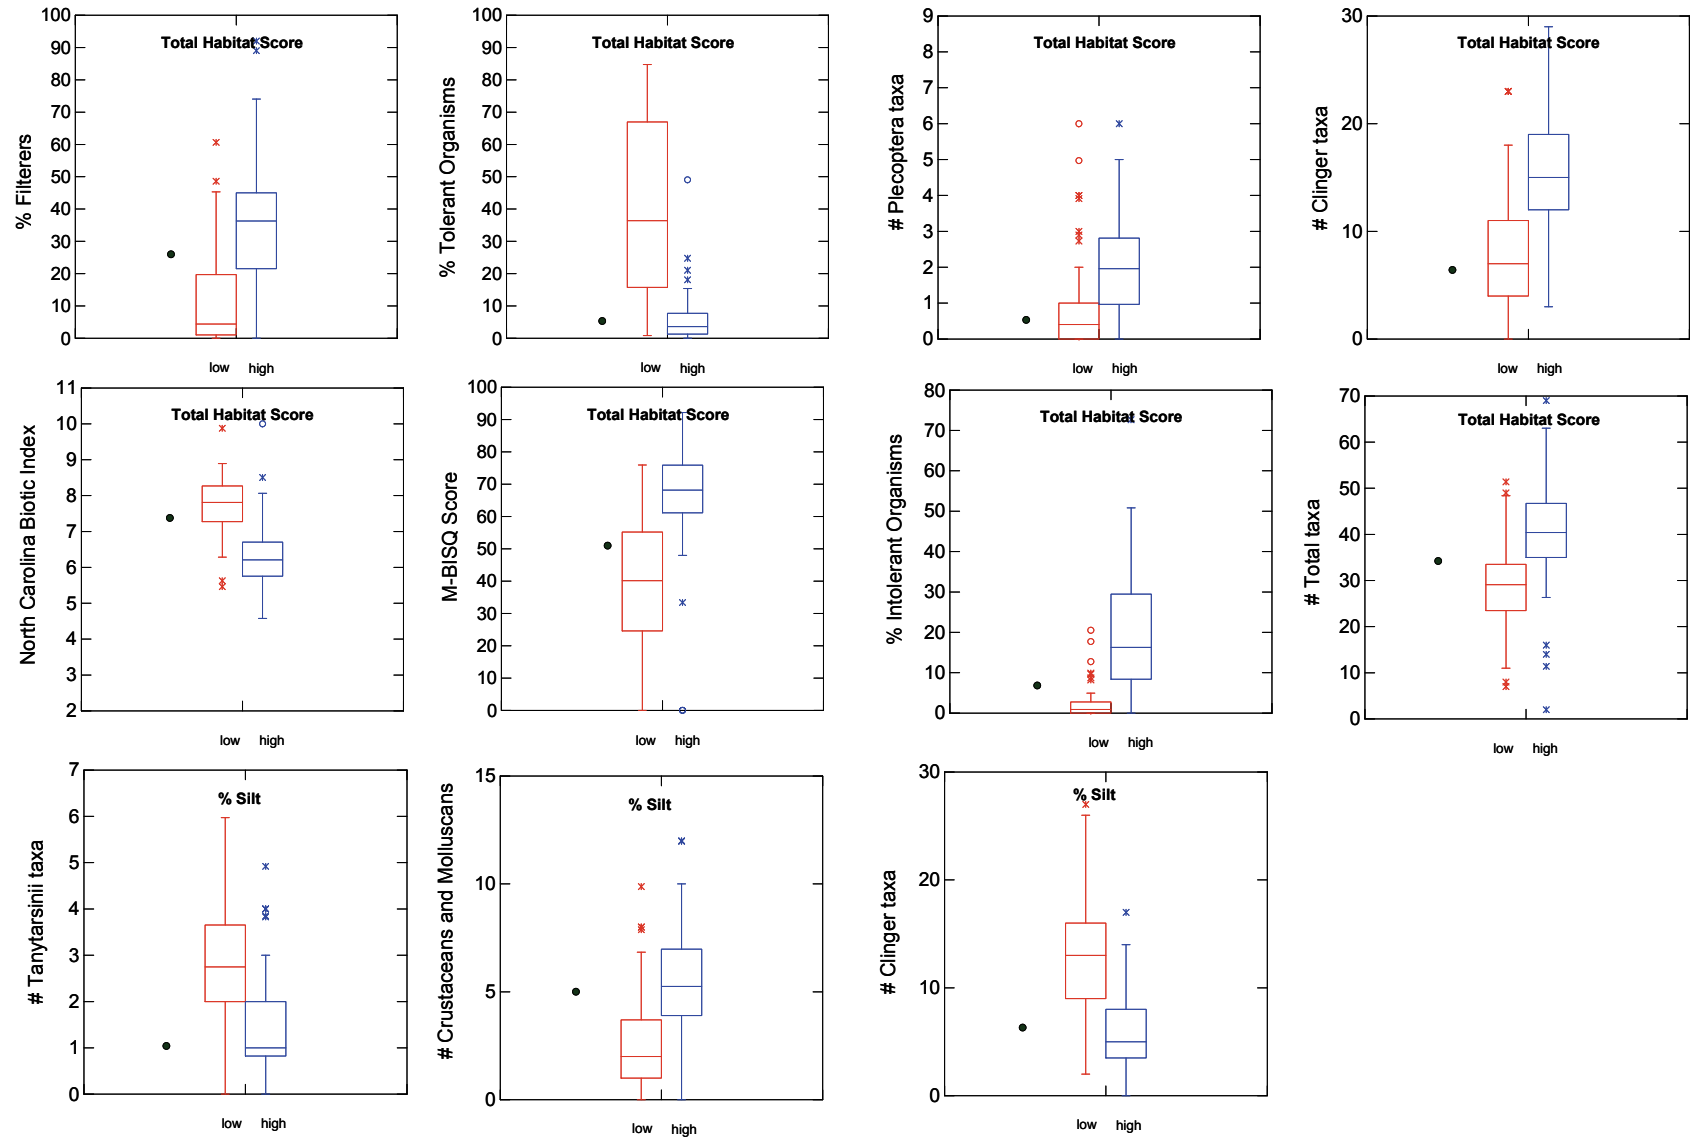 100
90
80
70
60
50
40
30
20
10
0
% Filterers
Total Habitat Score
low high
100
90
80
70
60
50
40
30
20
10
0
% Tolerant Organisms
Total Habitat Score
low high
9
8
7
6
5
4
3
2
1
0
# Plecoptera taxa
Total Habitat Score
low high
30
20
10
0
# Clinger taxa
Total Habitat Score
low high
11
10
9
8
7
6
5
4
3
2
North Carolina Biotic Index
Total Habitat Score
low high
100
90
80
70
60
50
40
30
20
10
0
M-BISQ Score
Total Habitat Score
low high
80
70
60
50
40
30
20
10
0
% Intolerant Organisms
Total Habitat Score
low high
70
60
50
40
30
20
10
0
# Total taxa
Total Habitat Score
low high
7
6
5
4
3
2
1
0
# Tanytarsinii taxa
% Silt
low high
15
10
5
0
# Crustaceans and Molluscans
% Silt
low high
30
20
10
0
# Clinger taxa
% Silt
low high